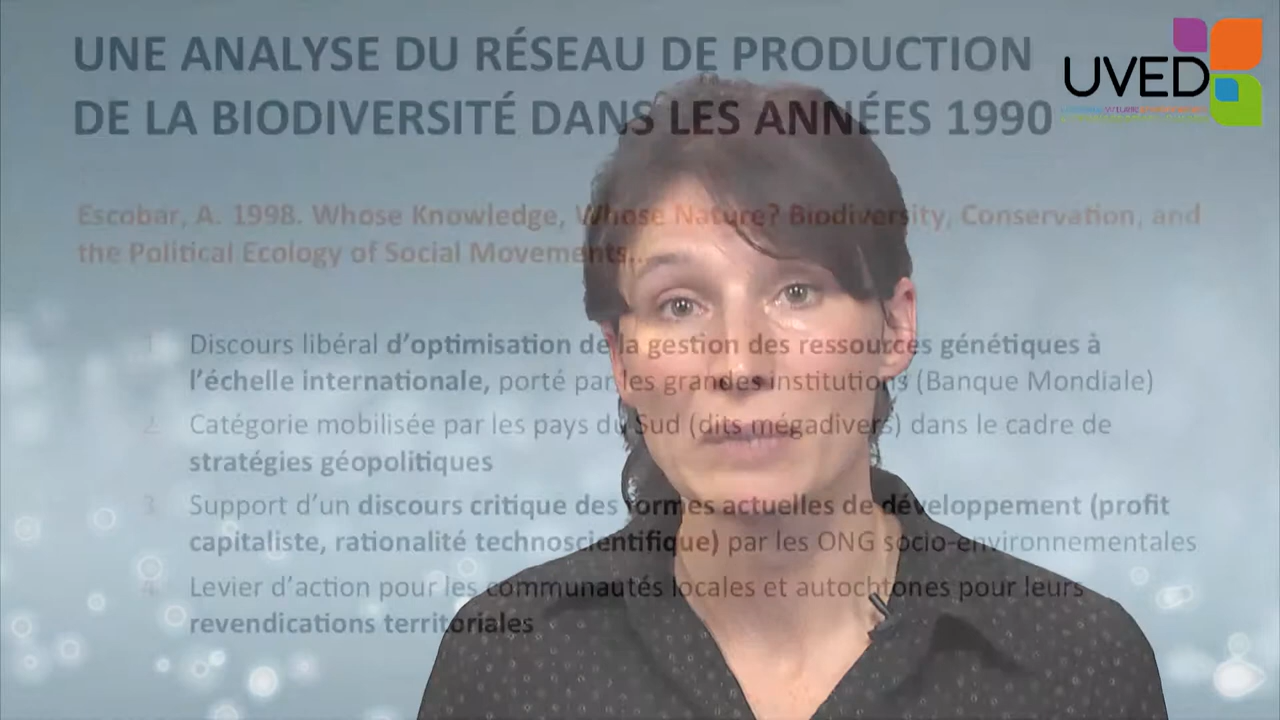 UNE ANALYSE DU RÉSEAU DE PRODUCTION
DE LA BIODIVERSITÉ DANS LES ANNÉES 1990
UVED
Escobar, A. 1998. Whose Knowledge, Whose Nature? Biodiversity, Conservation, and
the Political Ecology of Social Movements...
1. Discours libéral d’optimisation de la gestion des ressources génétiques à
l’échelle internationale, porté par les grandes institutions (Banque Mondiale)
2. Catégorie mobilisée par les pays du Sud (dits mégadivers) dans le cadre de
stratégies géopolitiques
3. Support d’un discours critique des formes actuelles de développement (profit
capitaliste, rationalité technoscientifique) par les ONG socio-environnementales
4. Levier d’action pour les communautés locales et autochtones pour leurs
revendications territoriales